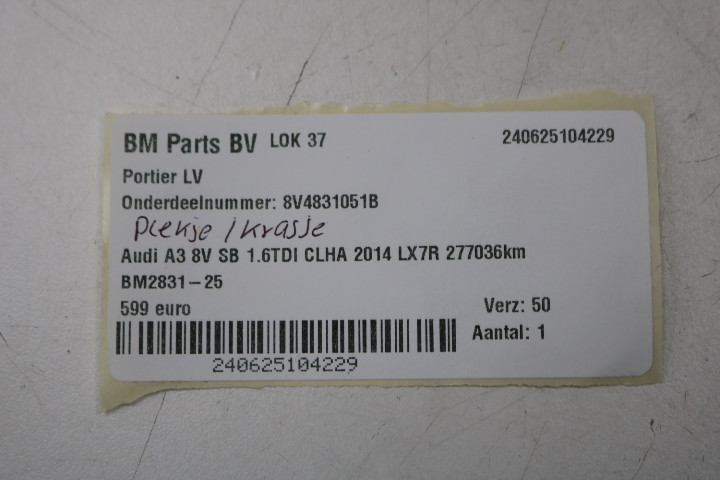 BM Parts BV LOK 37 240625104229
Portier LV
Onderdeelnummer: 8V4831051B
Plekje / krasje
Audi A3 8V SB 1.6TDI CLHA 2014 LX7R 277036km
BM2831-25
599 euro Verz: 50
Aantal: 1
240625104229